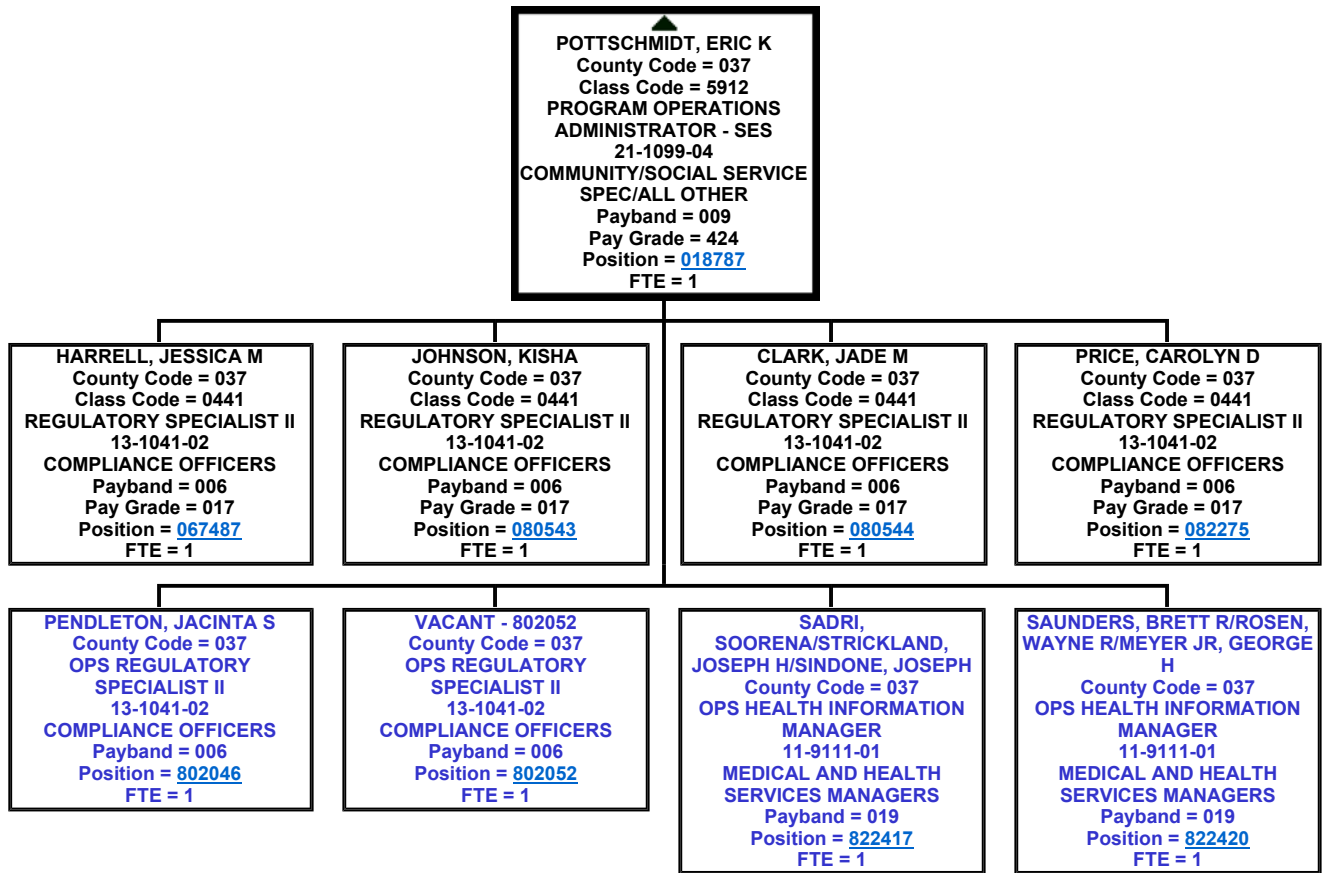 POTTSCHMIDT, ERIC K
County Code = 037
Class Code = 5912
PROGRAM OPERATIONS
ADMINISTRATOR - SES
21-1099-04
COMMUNITY/SOCIAL SERVICE
SPEC/ALL OTHER
Payband = 009
Pay Grade = 424
Position = 018787
FTE = 1
HARRELL, JESSICA M
County Code = 037
Class Code = 0441
REGULATORY SPECIALIST II
13-1041-02
COMPLIANCE OFFICERS
Payband = 006
Pay Grade = 017
Position = 067487
FTE = 1
JOHNSON, KISHA
County Code = 037
Class Code = 0441
REGULATORY SPECIALIST II
13-1041-02
COMPLIANCE OFFICERS
Payband = 006
Pay Grade = 017
Position = 080543
FTE = 1
CLARK, JADE M
County Code = 037
Class Code = 0441
REGULATORY SPECIALIST II
13-1041-02
COMPLIANCE OFFICERS
Payband = 006
Pay Grade = 017
Position = 080544
FTE = 1
PRICE, CAROLYN D
County Code = 037
Class Code = 0441
REGULATORY SPECIALIST II
13-1041-02
COMPLIANCE OFFICERS
Payband = 006
Pay Grade = 017
Position = 082275
FTE = 1
PENDLETON, JACINTA S
County Code = 037
OPS REGULATORY
SPECIALIST II
13-1041-02
COMPLIANCE OFFICERS
Payband = 006
Position = 802046
FTE = 1
VACANT - 802052
County Code = 037
OPS REGULATORY
SPECIALIST II
13-1041-02
COMPLIANCE OFFICERS
Payband = 006
Position = 802052
FTE = 1
SADRI,
SOORENA/STRICKLAND,
JOSEPH H/SINDONE, JOSEPH
County Code = 037
OPS HEALTH INFORMATION
MANAGER
11-9111-01
MEDICAL AND HEALTH
SERVICES MANAGERS
Payband = 019
Position = 822417
FTE = 1
SAUNDERS, BRETT R/ROSEN,
WAYNE R/MEYER JR, GEORGE
H
County Code = 037
OPS HEALTH INFORMATION
MANAGER
11-9111-01
MEDICAL AND HEALTH
SERVICES MANAGERS
Payband = 019
Position = 822420
FTE = 1